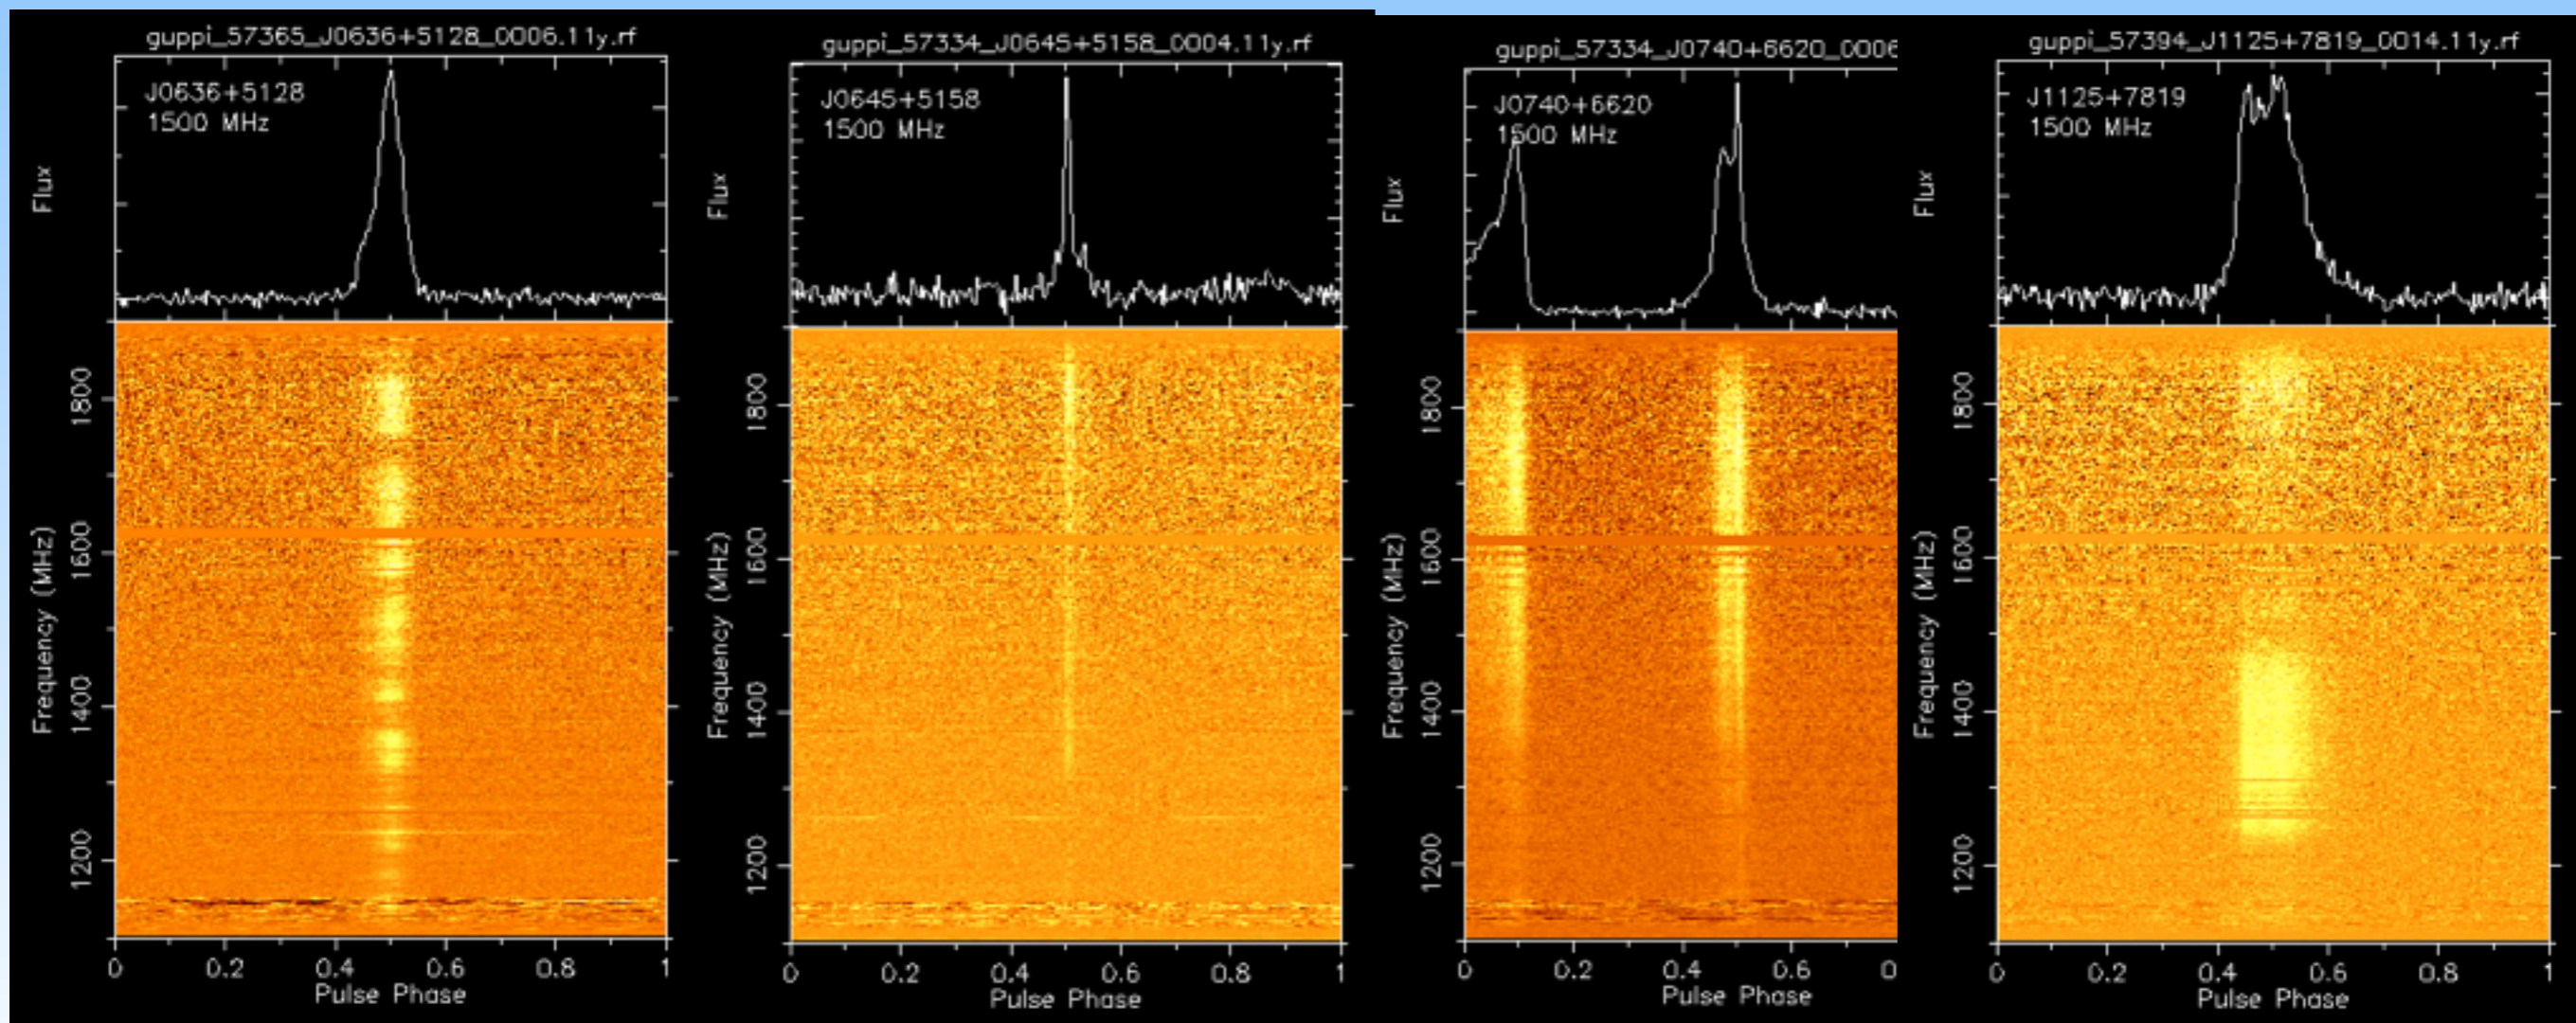 guppi_57365_J0636+5128_0006.11y.rf
J0636+5128
1500 MHz
Flux
Frequency (MHz)
1800
1600
1400
1200
0 0.2 0.4 0.6 0.8 1
Pulse Phase
guppi_57334_J0645+5158_0004.11y.rf
J0645+5158
1500 MHz
Flux
Frequency (MHz)
1800
1600
1400
1200
0 0.2 0.4 0.6 0.8 1
Pulse Phase
guppi_57334_J0740+6620_0006
J0740+6620
1500 MHz
Flux
Frequency (MHz)
1800
1600
1400
1200
0 0.2 0.4 0.6 0
Pulse Phase
guppi_57394_J1125+7819_0014.11y.rf
J1125+7819
1500 MHz
Flux
Frequency (MHz)
1800
1600
1400
1200
0 0.2 0.4 0.6 0.8 1
Pulse Phase